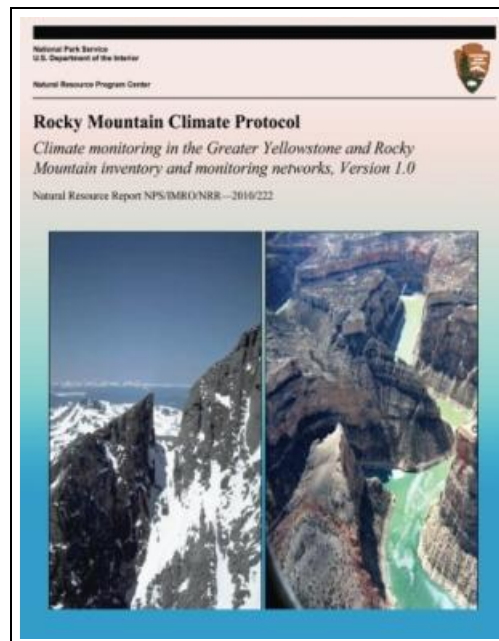 National Park Service
U.S. Department of the Interior
Natural Resource Program Center
Rocky Mountain Climate Protocol
Climate monitoring in the Greater Yellowstone and Rocky
Mountain inventory and monitoring networks, Version 1.0
Natural Resource Report NPS/IMRO/NRR—2010/222